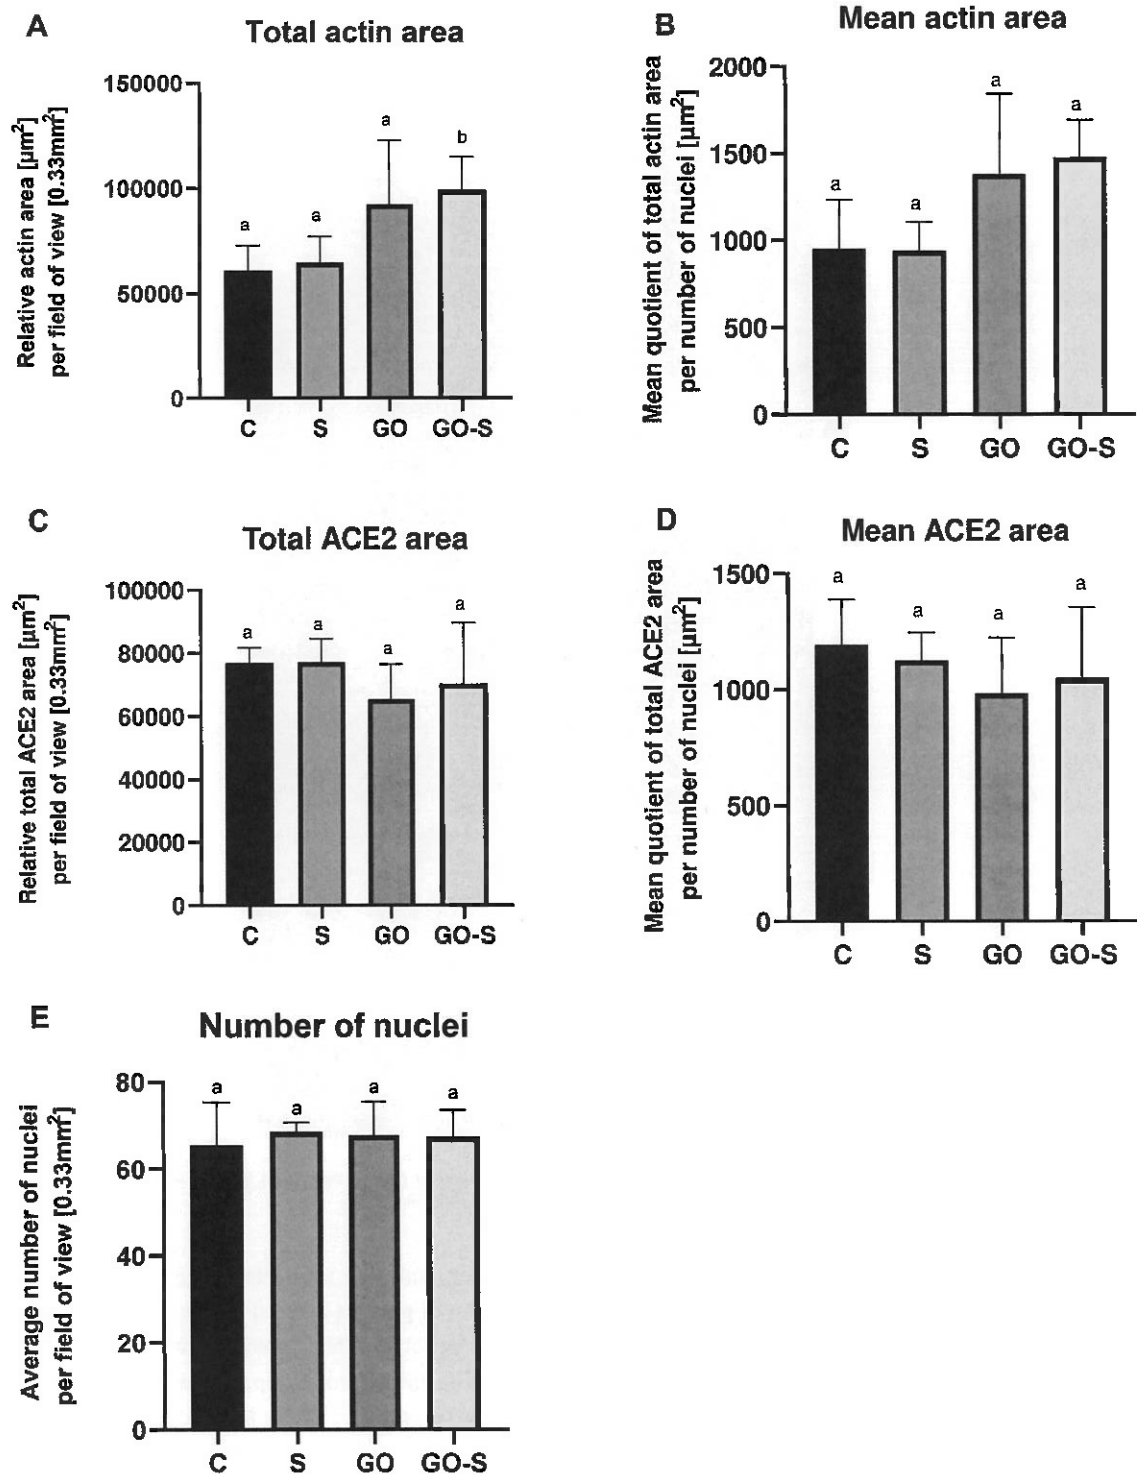 A
Total actin area
Relative actin area [µm²]
per field of view [0.33mm²]
150000
100000
50000
0
a
a
a
b
C
S
GO
GO-S
B
Mean actin area
Mean quotient of total actin area
per number of nuclei [µm²]
2000
1500
1000
500
0
a
a
a
a
C
S
GO
GO-S
C
Total ACE2 area
Relative total ACE2 area [µm²]
per field of view [0.33mm²]
100000
80000
60000
40000
20000
0
a
a
a
a
C
S
GO
GO-S
D
Mean ACE2 area
Mean quotient of total ACE2 area
per number of nuclei [µm²]
1500
1000
500
0
a
a
a
a
C
S
GO
GO-S
E
Number of nuclei
Average number of nuclei
per field of view [0.33mm²]
80
60
40
20
0
a
a
a
a
C
S
GO
GO-S